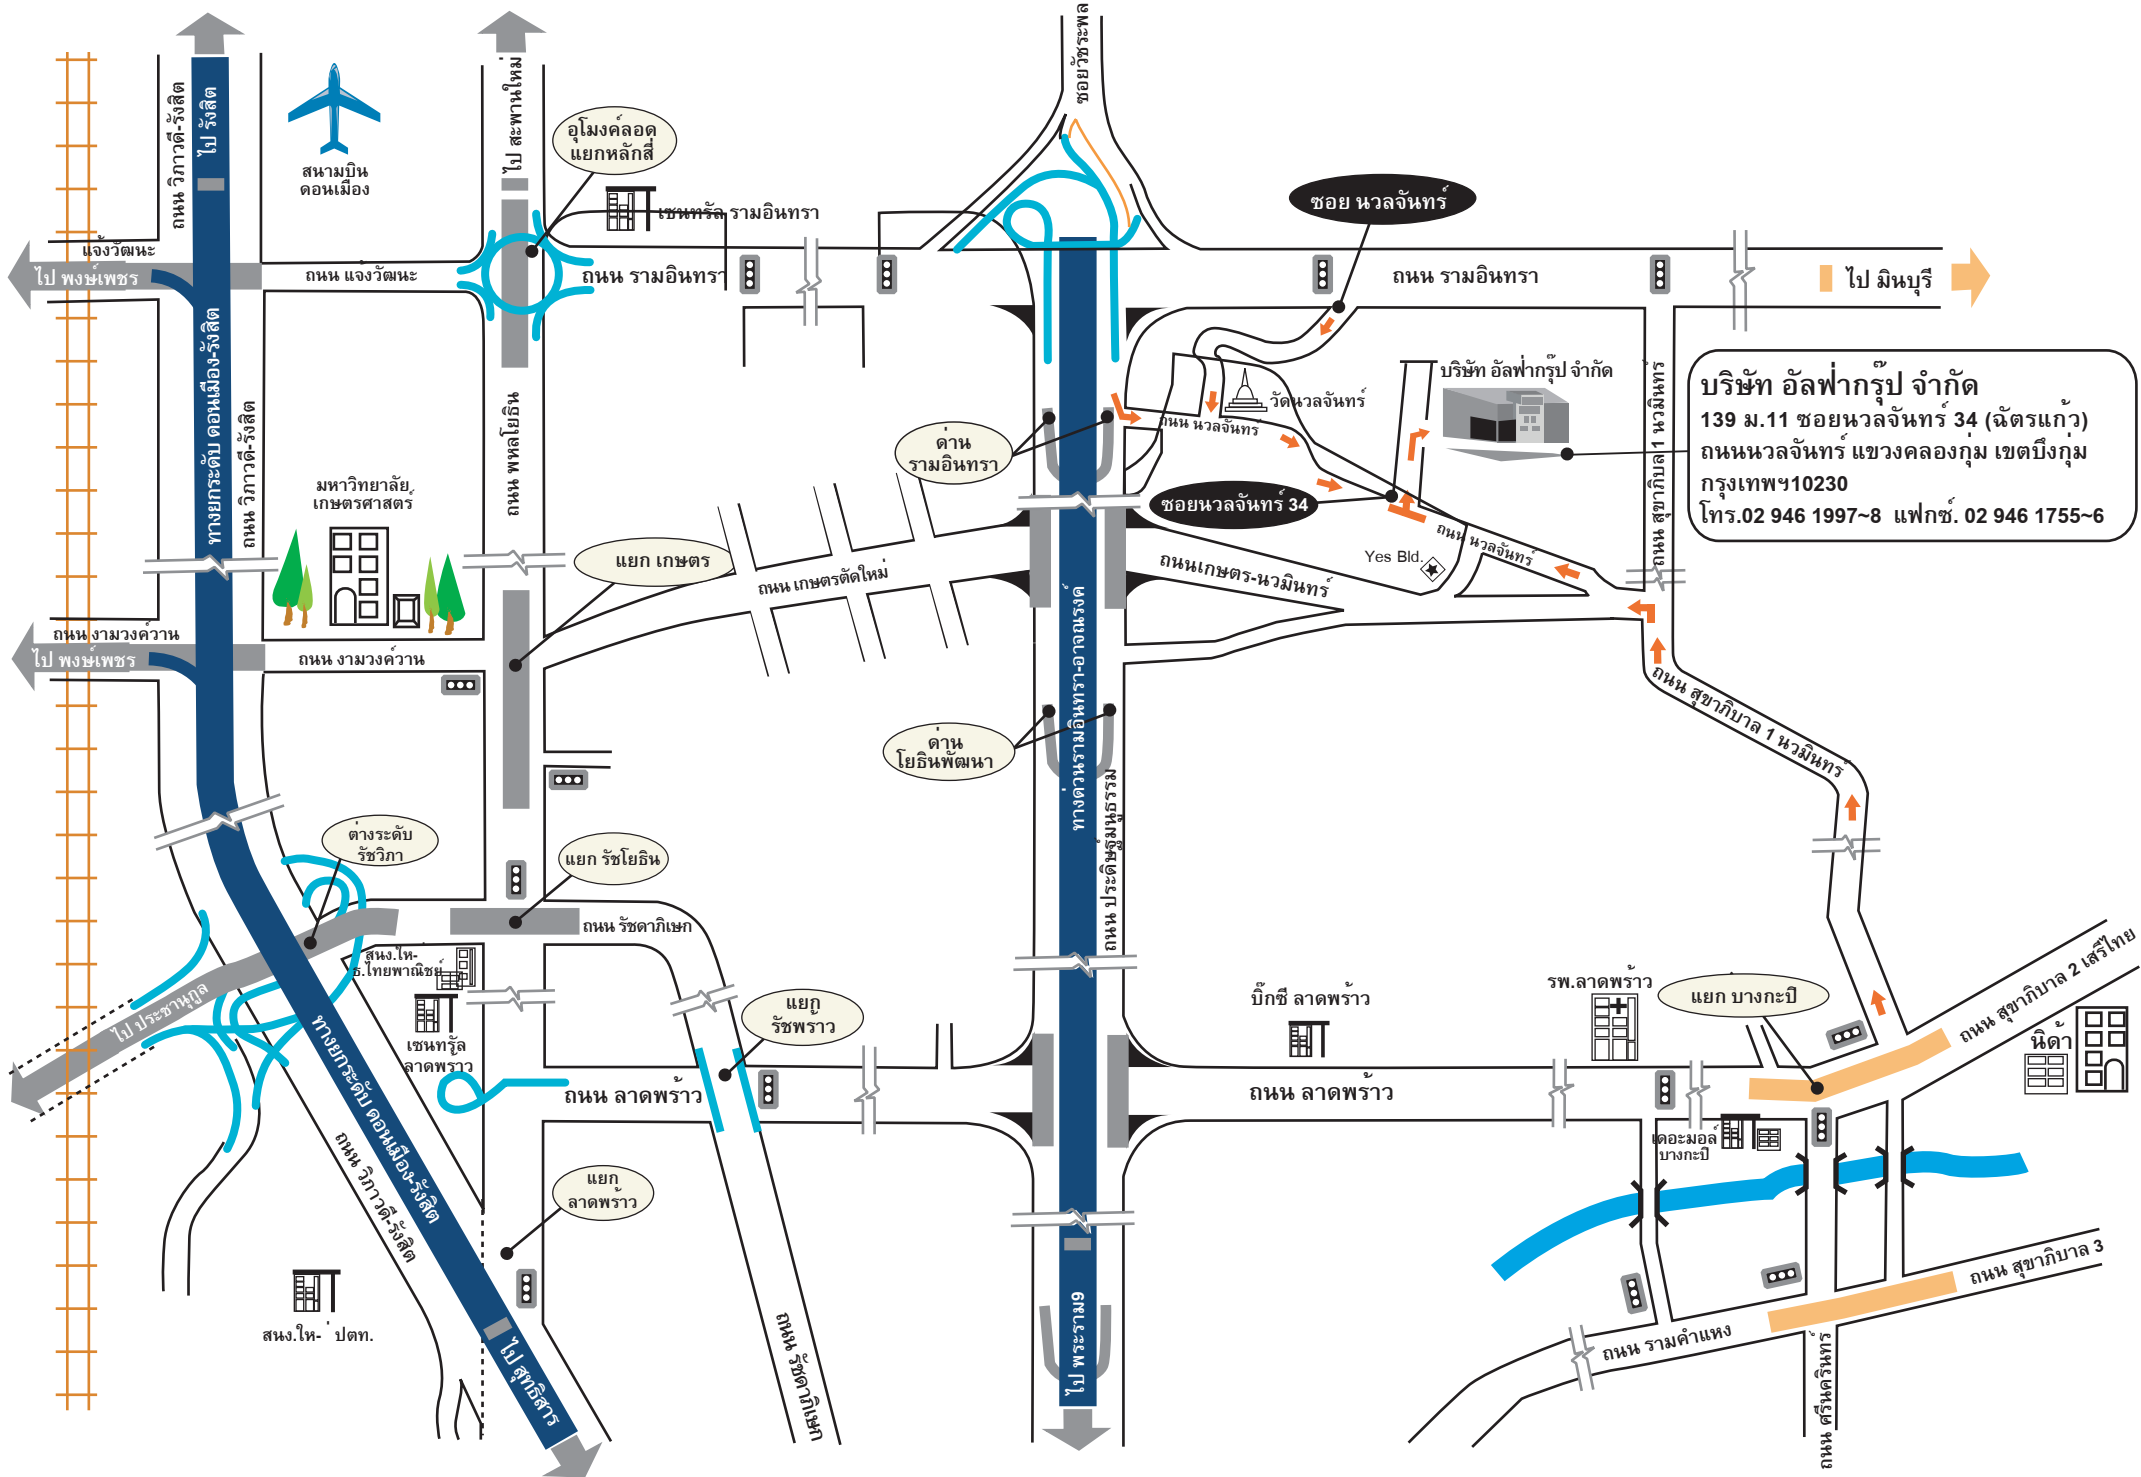 ซอยวัชระพล
ไป รังสิต
ถนน วิภาวดี-รังสิต
ไป สะพานใหม่
อุโมงค์ลอด
แยกหลักสี่
สนามบิน
ดอนเมือง
เซนทรัล รามอินทรา
ซอย นวลจันทร์
แจ้งวัฒนะ
ไป พงษ์เพชร
ถนน แจ้งวัฒนะ
ถนน รามอินทรา
ถนน รามอินทรา
ไป มินบุรี
ทางยกระดับ ดอนเมือง-รังสิต
ถนน วิภาวดี-รังสิต
ถนน พหลโยธิน
บริษัท อัลฟ่ากรุ๊ป จำกัด
วัดนวลจันทร์
ถนน นวลจันทร์
ถนน สุขาภิบาล1 นวมินทร์
บริษัท อัลฟ่ากรุ๊ป จำกัด
139 ม.11 ซอยนวลจันทร์ 34 (ฉัตรแก้ว)
ถนนนวลจันทร์ แขวงคลองกุ่ม เขตบึงกุ่ม
กรุงเทพฯ10230
โทร.02 946 1997~8 แฟกซ์. 02 946 1755~6
ด่าน
รามอินทรา
มหาวิทยาลัย
เกษตรศาสตร์
ซอยนวลจันทร์ 34
ถนน นวลจันทร์
Yes Bld.
แยก เกษตร
ถนน เกษตรตัดใหม่
ถนนเกษตร-นวมินทร์
ถนน งามวงค์วาน
ไป พงษ์เพชร
ถนน งามวงค์วาน
ทางด่วนรามอินทรา-อาจณรงค์
ถนน สุขาภิบาล 1 นวมินทร์
ด่าน
โยธินพัฒนา
ถนน ประดิษฐ์มนูธรรม
ต่างระดับ
รัชวิภา
แยก รัชโยธิน
ถนน รัชดาภิเษก
สนง.ให-่
ธ.ไทยพาณิชย์
ไป ประชานุกูล
เซนทรัล
ลาดพร้าว
แยก
รัชพร้าว
บิ๊กซี ลาดพร้าว
รพ.ลาดพร้าว
แยก บางกะปิ
ถนน สุขาภิบาล 2 เสรีไทย
นิด้า
ทางยกระดับ ดอนเมือง-รังสิต
ถนน วิภาวดี-รังสิต
ถนน ลาดพร้าว
ถนน ลาดพร้าว
เดอะมอล์
บางกะปิ
แยก
ลาดพร้าว
ถนน สุขาภิบาล 3
สนง.ให-่ ปตท.
ไป สุทธิสาร
ถนน รัชดาภิเษก
ไป พระราม9
ถนน รามคำแหง
ถนน ศรีนครินทร์